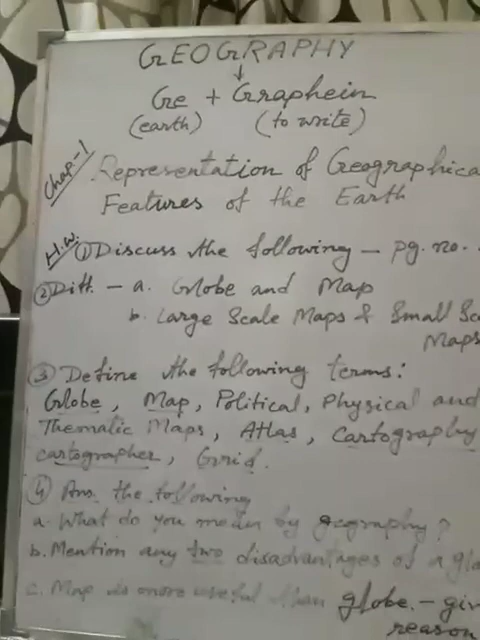 GEOGRAPHY
Ge + Graphein
(earth) (to write)
Chap-1 Representation of Geographica
Features of the Earth
H.W. ① Discuss the following - pg. no.
② Diff. - a. Globe and Map
b. Large Scale Maps & Small Sc
Maps
③ Define the following terms:
Globe, Map, Political, Physical and
Thematic Maps, Atlas, Cartography
cartographer, Grid.
④ Ans. the following
a. What do you mean by geography?
b. Mention any two disadvantages of a glo
c. Map is more useful than globe. - giv
reason